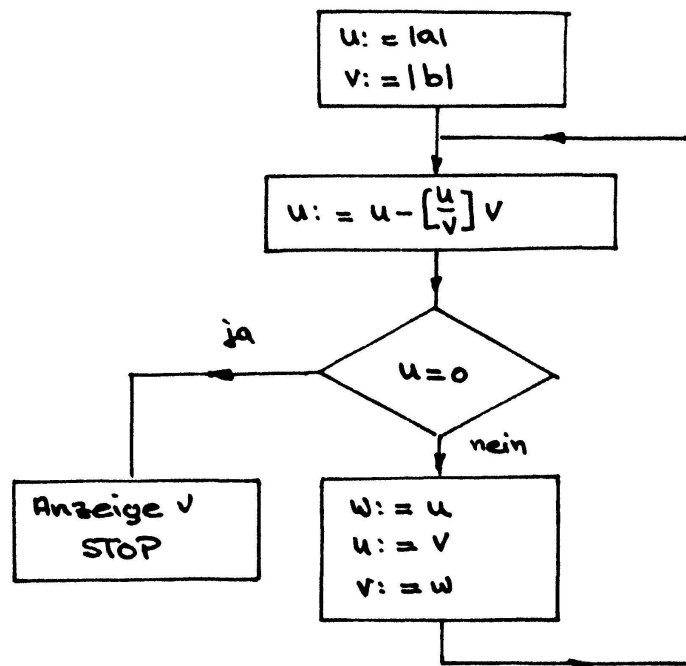 u: = |a|
v: = |b|
u: = u - [u/v] v
ja
u = 0
nein
Anzeige v
STOP
w: = u
u: = v
v: = w